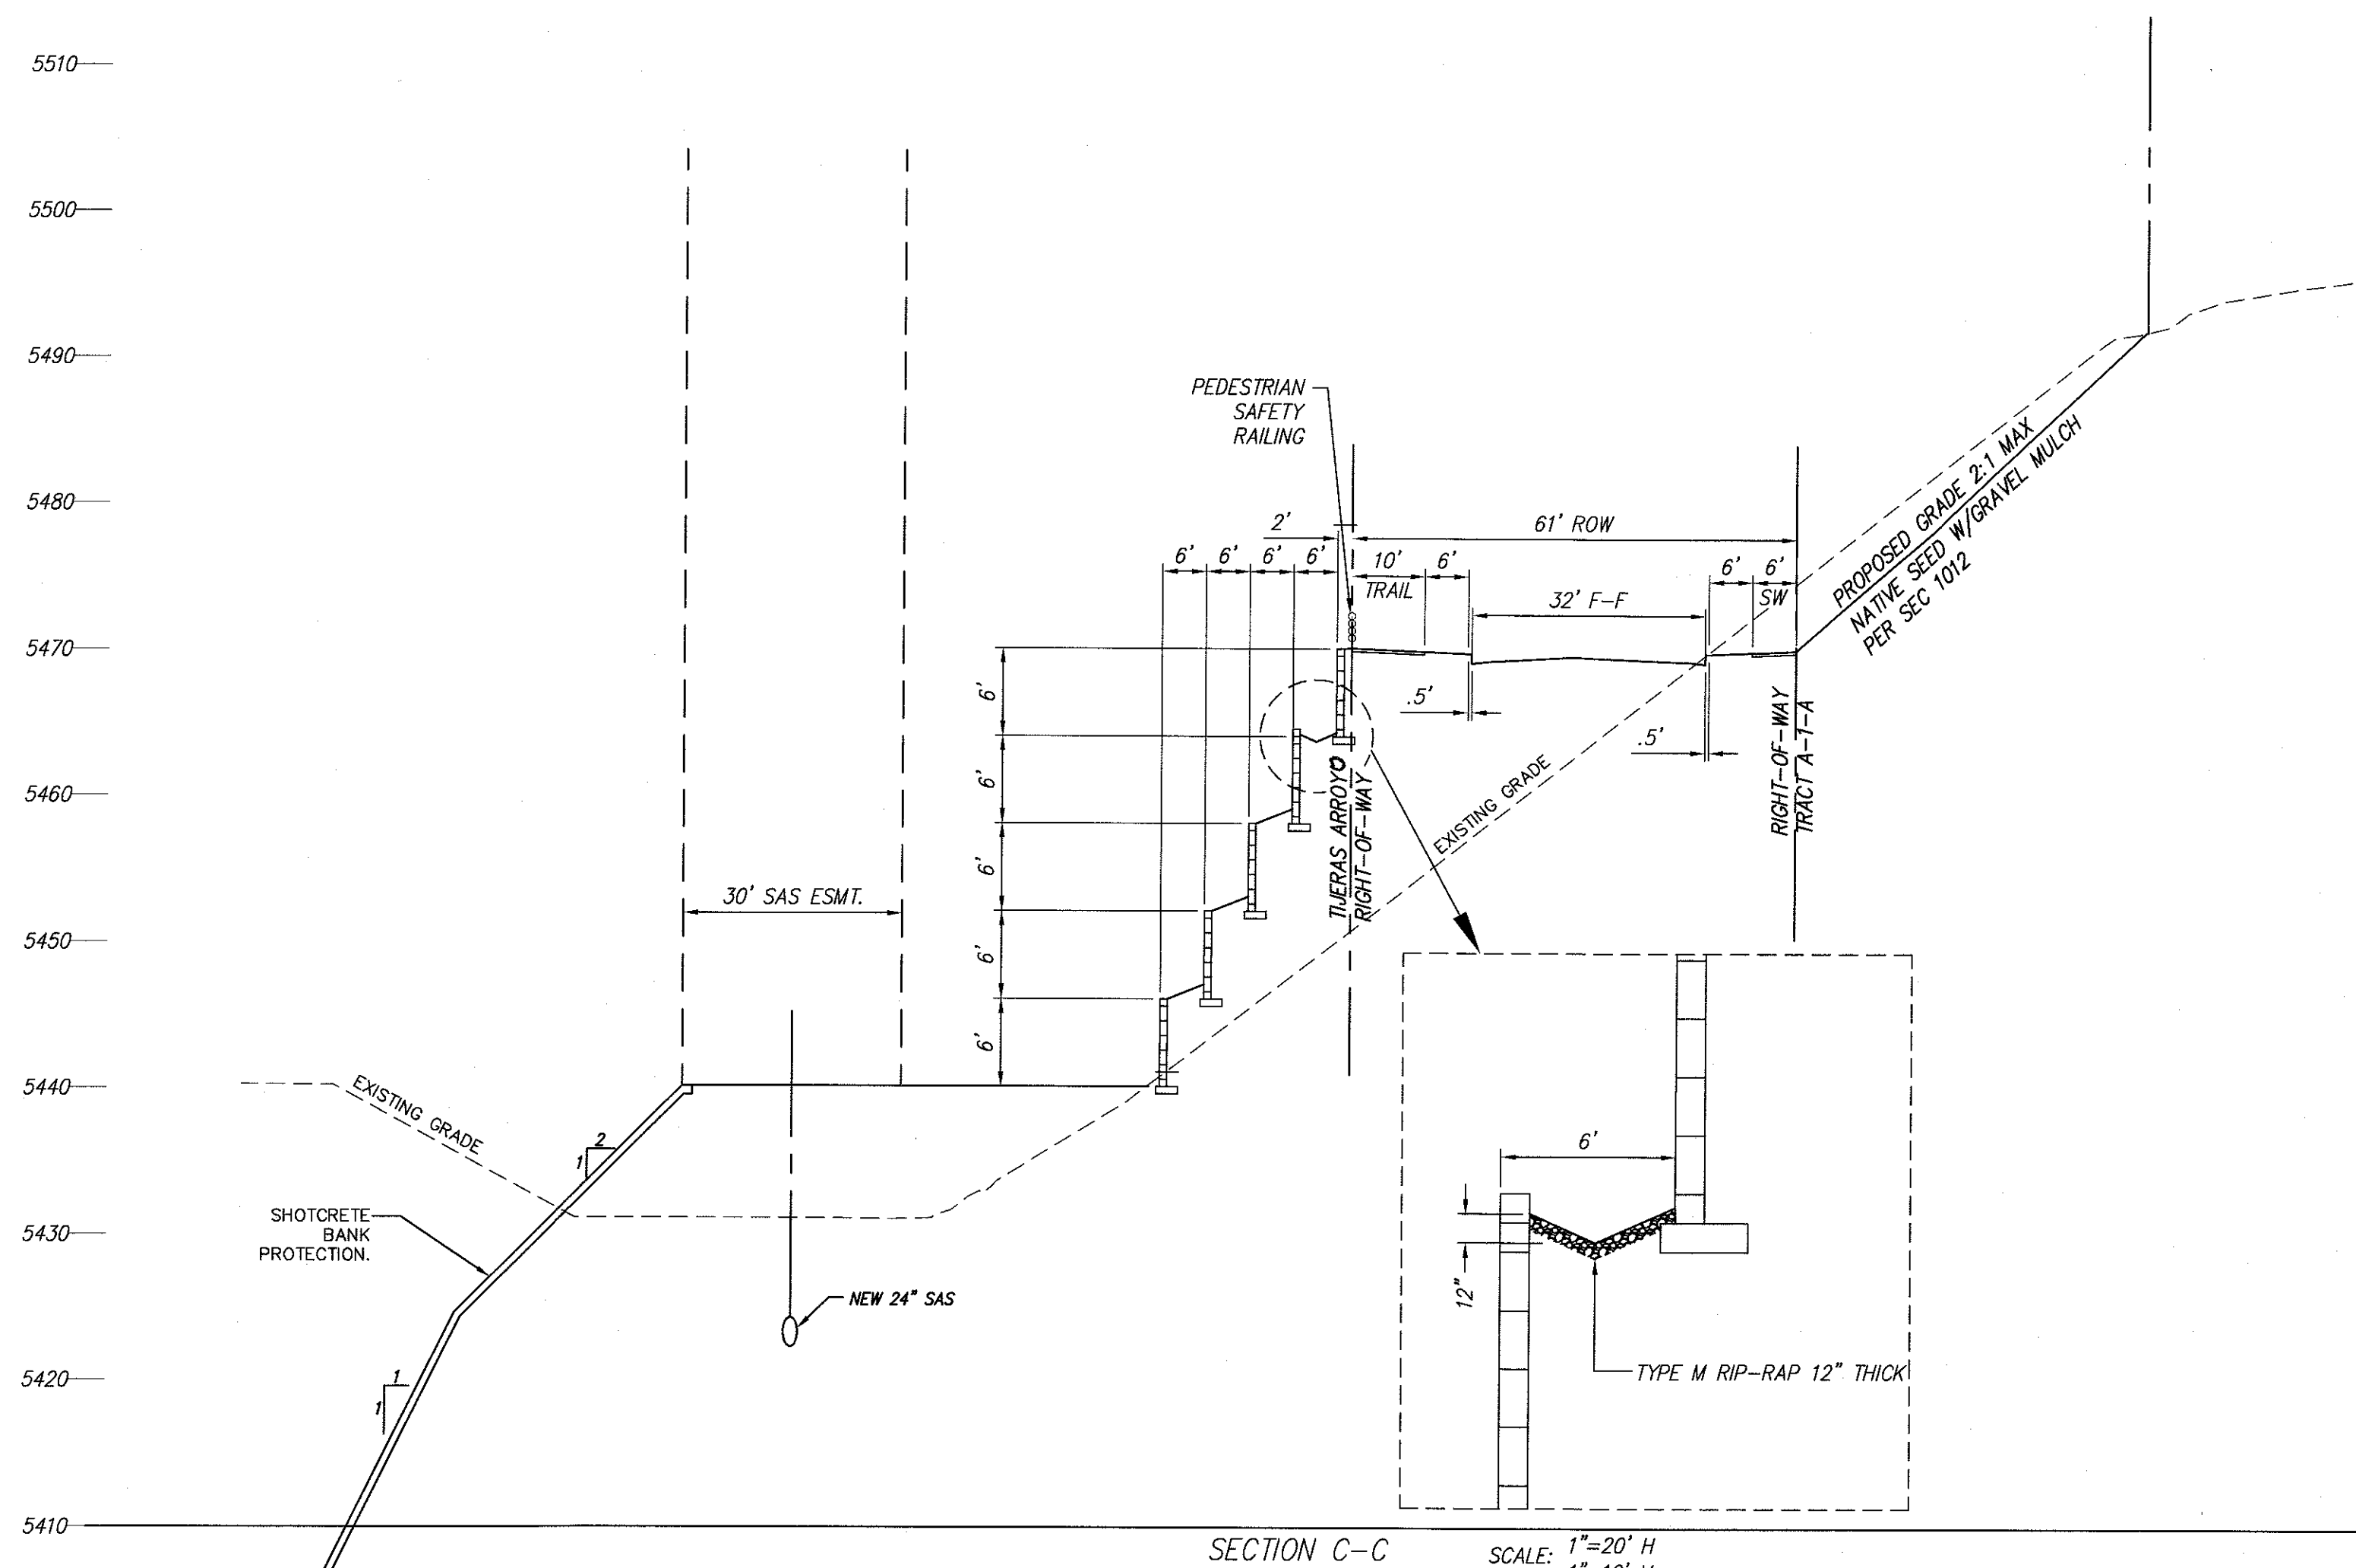 5510
5500
5490
5480
5470
5460
5450
5440
5430
5420
5410
PEDESTRIAN
SAFETY
RAILING
2'
61' ROW
6'
6'
6'
6'
10'
TRAIL
6'
32' F-F
6'
6'
SW
.5'
.5'
PROPOSED GRADE 2:1 MAX
NATIVE SEED W/GRAVEL MULCH
PER SEC 1012
6'
6'
6'
6'
6'
TIJERAS ARROYO
RIGHT-OF-WAY
EXISTING GRADE
RIGHT-OF-WAY
TRACT A-1-A
30' SAS ESMT.
EXISTING GRADE
2
1
SHOTCRETE
BANK
PROTECTION.
NEW 24" SAS
1
1
6'
12"
TYPE M RIP-RAP 12" THICK
SECTION C-C
SCALE: 1"=20' H